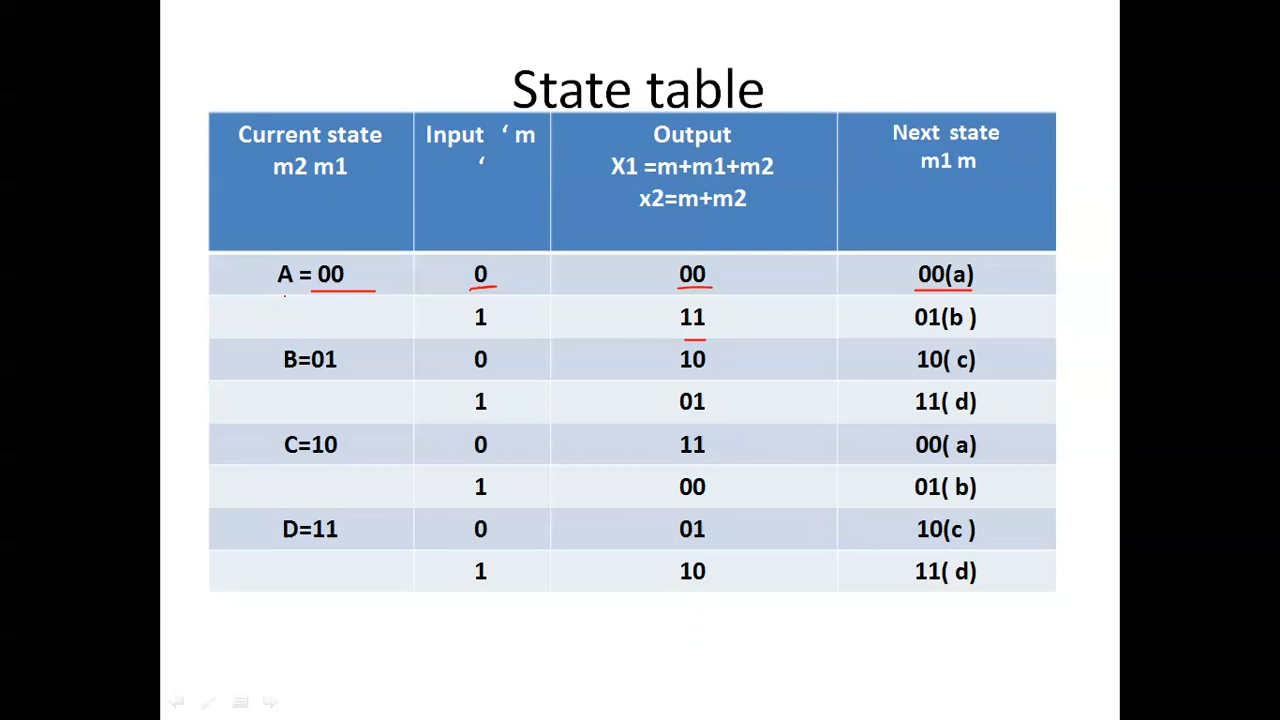 State table
Current state
m2 m1
Input ‘ m
‘
Output
X1 =m+m1+m2
x2=m+m2
Next state
m1 m
A = 00 0 00 00(a)
1 11 01(b )
B=01 0 10 10( c)
1 01 11( d)
C=10 0 11 00( a)
1 00 01( b)
D=11 0 01 10(c )
1 10 11( d)